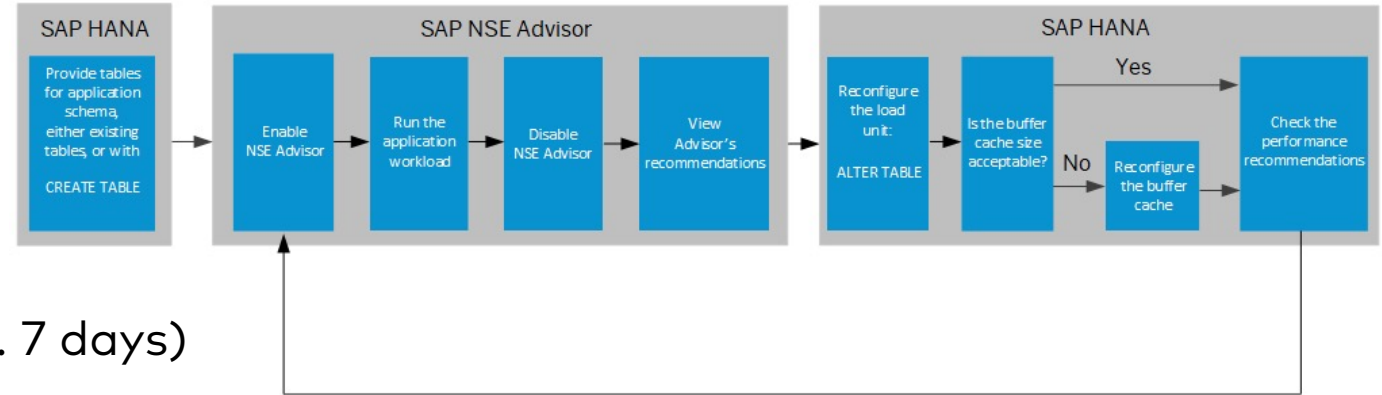 SAP HANA
Provide tables
for application
schema,
either existing
tables, or with
CREATE TABLE
SAP NSE Advisor
Enable
NSE Advisor
Run the
application
workload
Disable
NSE Advisor
View
Advisor's
recommendations
SAP HANA
Reconfigure
the load
unit:
ALTER TABLE
Is the buffer
cache size
acceptable?
Yes
No
Reconfigure
the buffer
cache
Check the
performance
recommendations
. 7 days)